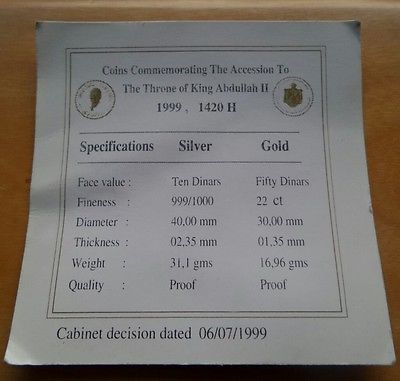 Coins Commemorating The Accession To
The Throne of King Abdullah II
1999 , 1420 H
Specifications Silver Gold
Face value : Ten Dinars Fifty Dinars
Fineness : 999/1000 22 ct
Diameter : 40,00 mm 30,00 mm
Thickness : 02,35 mm 01,35 mm
Weight : 31,1 gms 16,96 gms
Quality : Proof Proof
Cabinet decision dated 06/07/1999